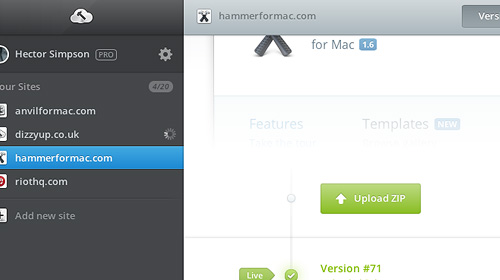 hammerformac.com
Vers
Hector Simpson PRO
our Sites 4/20
anvilformac.com
dizzyup.co.uk
hammerformac.com
riothq.com
Add new site
for Mac 1.6
Features
Templates NEW
Upload ZIP
Live
Version #71